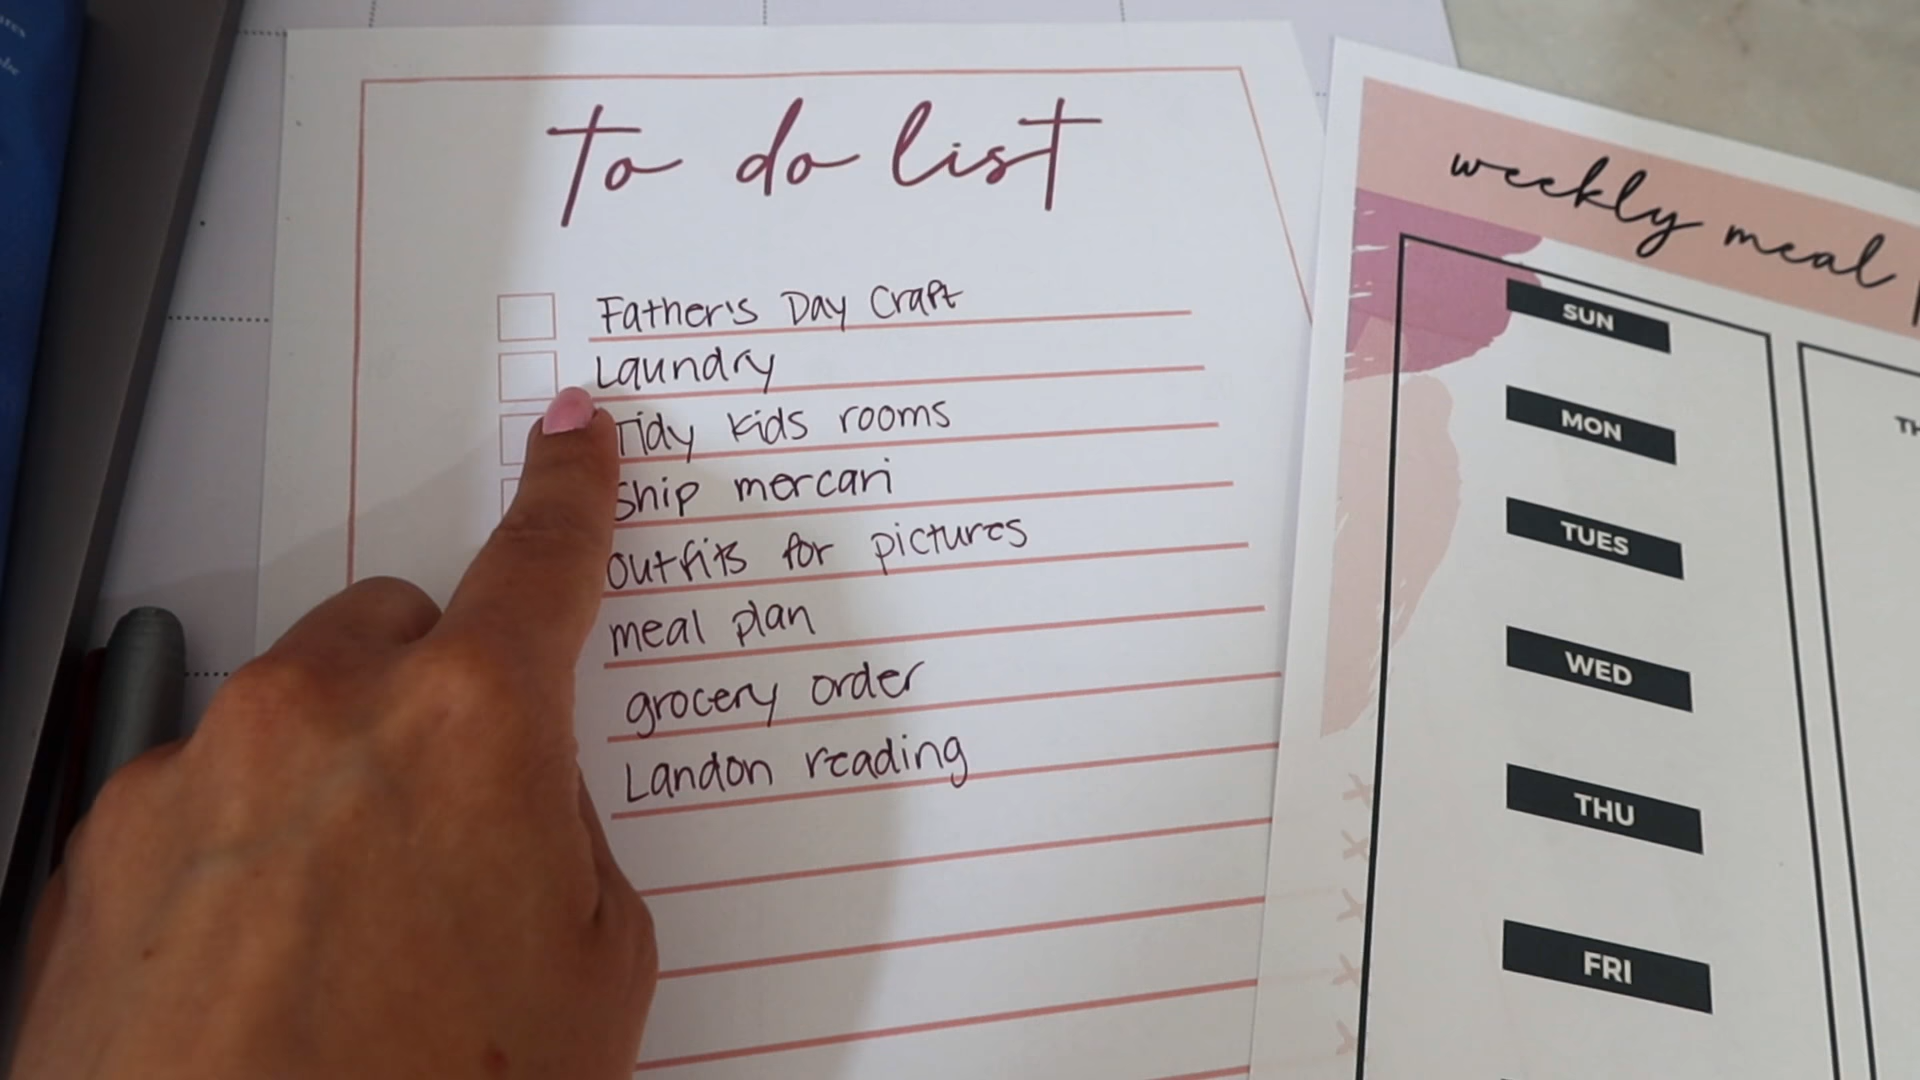 to do list
Father's Day Craft
Laundry
Tidy kids rooms
Ship mercari
outfits for pictures
meal plan
grocery order
Landon reading
weekly meal
SUN
MON
TUES
WED
THU
FRI